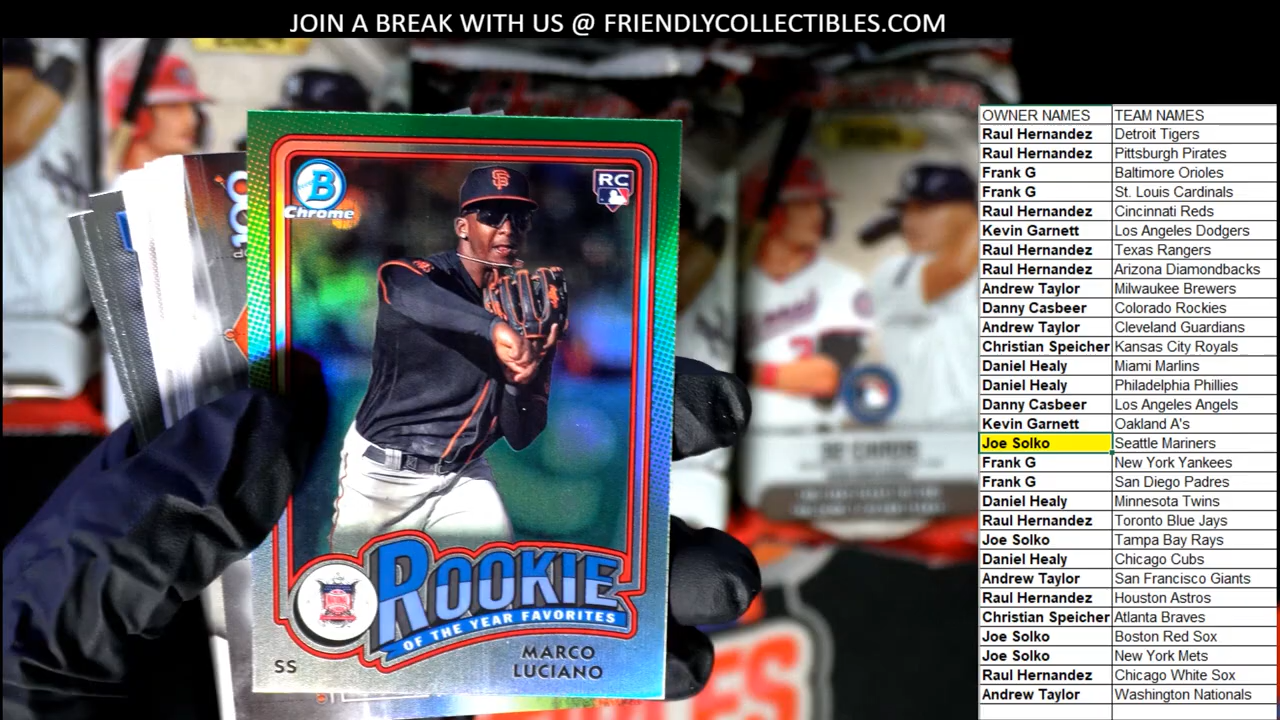 JOIN A BREAK WITH US @ FRIENDLYCOLLECTIBLES.COM
B
Chrome
SF
RC
ROOKIE
OF THE YEAR FAVORITES
SS
MARCO
LUCIANO
OWNER NAMES TEAM NAMES
Raul Hernandez Detroit Tigers
Raul Hernandez Pittsburgh Pirates
Frank G Baltimore Orioles
Frank G St. Louis Cardinals
Raul Hernandez Cincinnati Reds
Kevin Garnett Los Angeles Dodgers
Raul Hernandez Texas Rangers
Raul Hernandez Arizona Diamondbacks
Andrew Taylor Milwaukee Brewers
Danny Casbeer Colorado Rockies
Andrew Taylor Cleveland Guardians
Christian Speicher Kansas City Royals
Daniel Healy Miami Marlins
Daniel Healy Philadelphia Phillies
Danny Casbeer Los Angeles Angels
Kevin Garnett Oakland A's
Joe Solko Seattle Mariners
Frank G New York Yankees
Frank G San Diego Padres
Daniel Healy Minnesota Twins
Raul Hernandez Toronto Blue Jays
Joe Solko Tampa Bay Rays
Daniel Healy Chicago Cubs
Andrew Taylor San Francisco Giants
Raul Hernandez Houston Astros
Christian Speicher Atlanta Braves
Joe Solko Boston Red Sox
Joe Solko New York Mets
Raul Hernandez Chicago White Sox
Andrew Taylor Washington Nationals